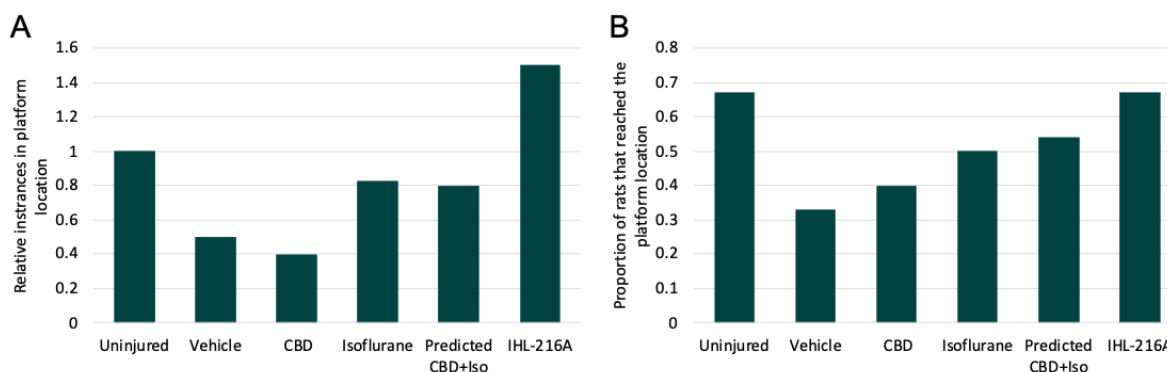 A
Relative instrances in platform
location
1.6
1.4
1.2
1
0.8
0.6
0.4
0.2
0
Uninjured Vehicle CBD Isoflurane Predicted IHL-216A
CBD+Iso
B
Proportion of rats that reached the
platform location
0.8
0.7
0.6
0.5
0.4
0.3
0.2
0.1
0
Uninjured Vehicle CBD Isoflurane Predicted IHL-216A
CBD+Iso